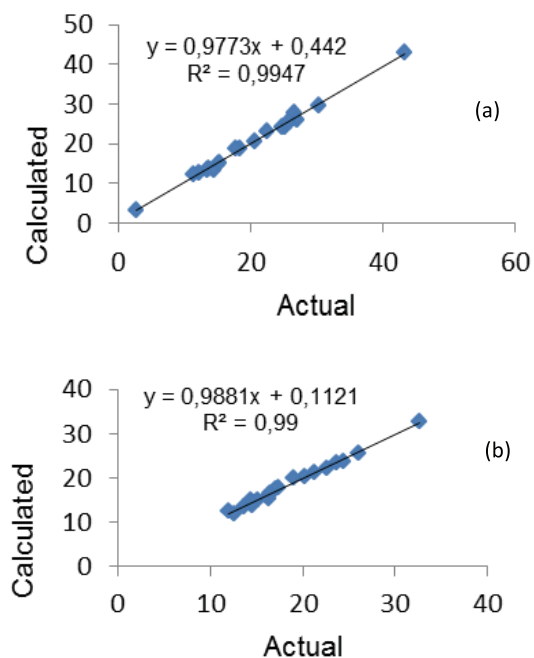 50
y = 0,9773x + 0,442
40
R² = 0,9947
30
(a)
20
10
0
Calculated
0 20 40 60
Actual
40
y = 0,9881x + 0,1121
R² = 0,99
30
(b)
20
10
0
Calculated
0 10 20 30 40
Actual